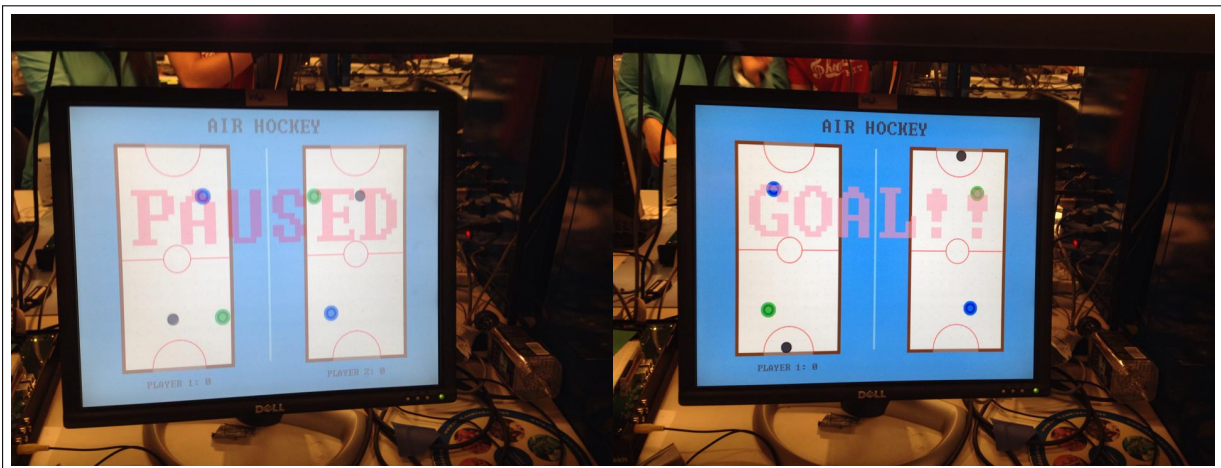 AIR HOCKEY
PAUSED
PLAYER 1: 0
PLAYER 2: 0
DELL
AIR HOCKEY
GOAL!!
PLAYER 1: 0
DELL